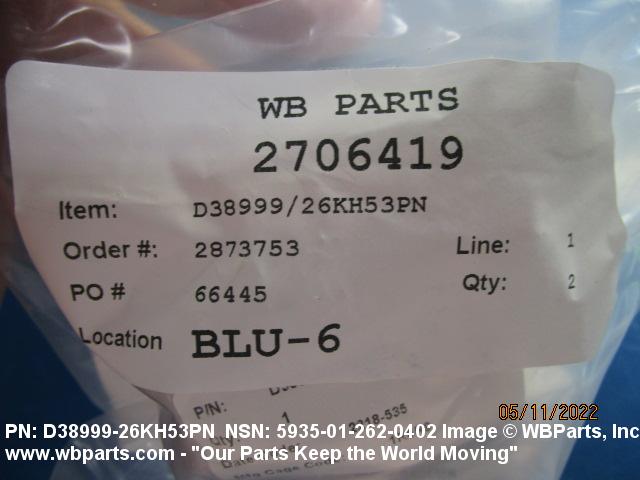 WB PARTS
2706419
Item: D38999/26KH53PN
Order #: 2873753 Line: 1
PO # 66445 Qty: 2
Location BLU-6
P/N:
Qty: 1
05/11/2022
PN: D38999-26KH53PN NSN: 5935-01-262-0402 Image © WBParts, Inc
www.wbparts.com - "Our Parts Keep the World Moving"